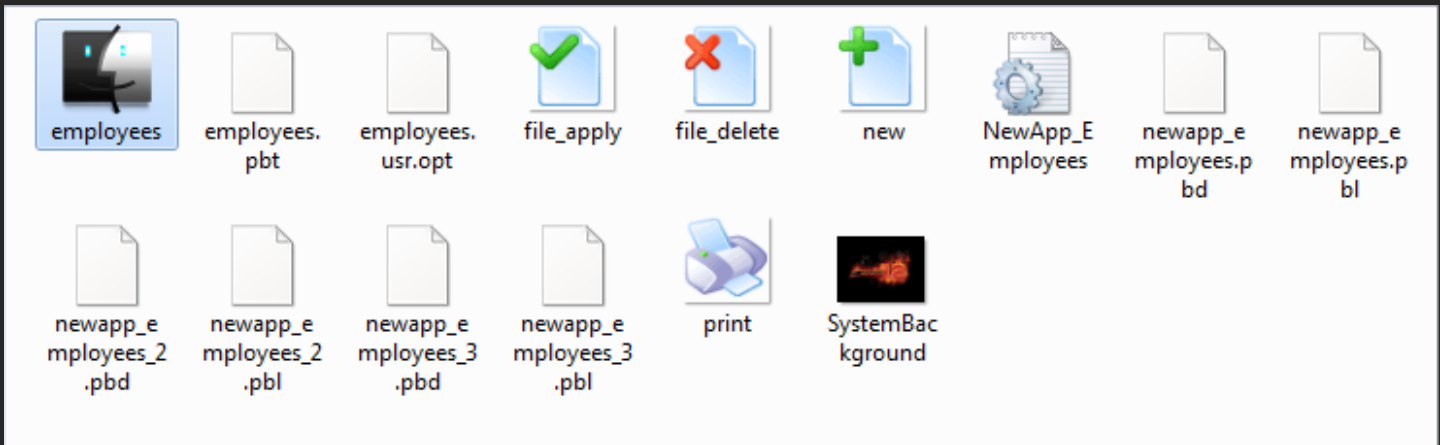 employees
employees.
pbt
employees.
usr.opt
file_apply
file_delete
new
NewApp_E
mployees
newapp_e
mployees.p
bd
newapp_e
mployees.p
bl
newapp_e
mployees_2
.pbd
newapp_e
mployees_2
.pbl
newapp_e
mployees_3
.pbd
newapp_e
mployees_3
.pbl
print
SystemBac
kground